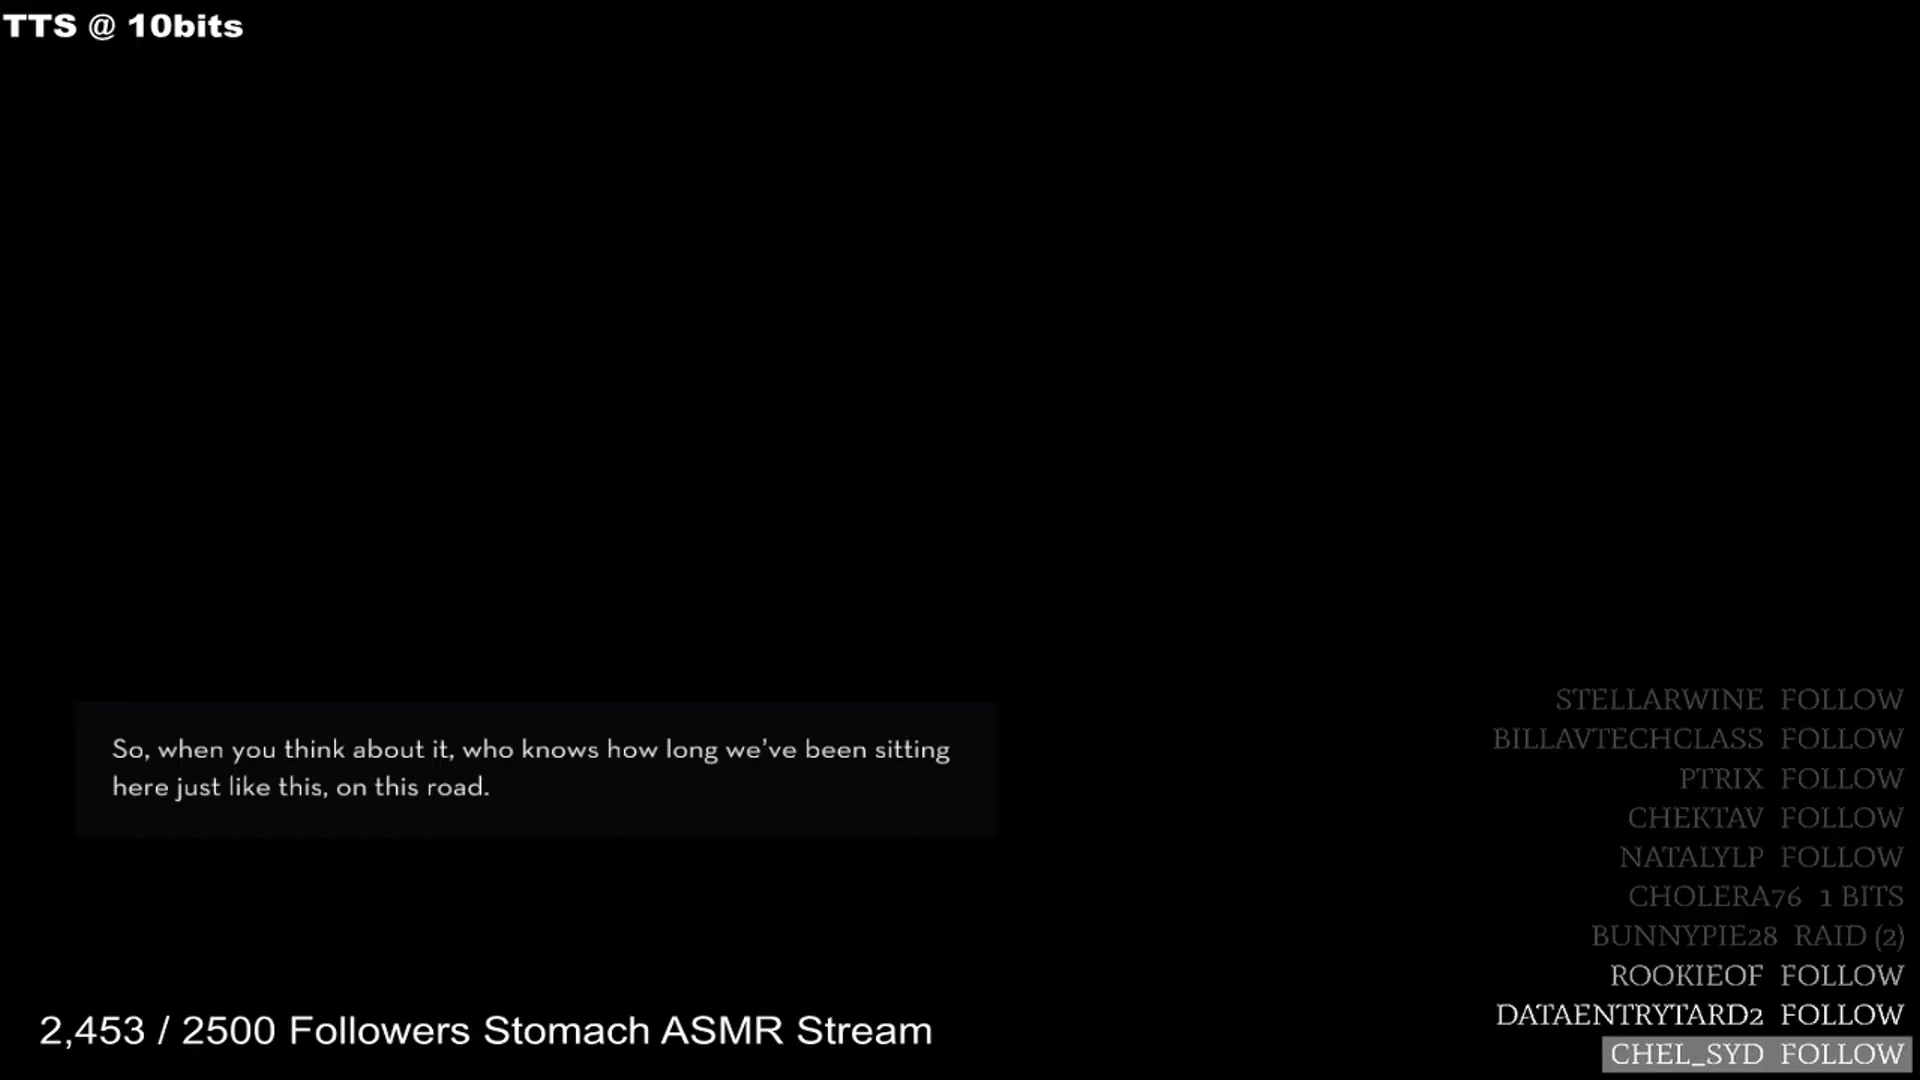 TTS @ 10bits
So, when you think about it, who knows how long we've been sitting
here just like this, on this road.
STELLARWINE FOLLOW
BILLAVTECHCLASS FOLLOW
PTRIX FOLLOW
CHEKTAV FOLLOW
NATALYLP FOLLOW
CHOLERA76 1 BITS
BUNNYPIE28 RAID (2)
ROOKIEOF FOLLOW
DATAENTRYTARD2 FOLLOW
CHEL_SYD FOLLOW
2,453 / 2500 Followers Stomach ASMR Stream